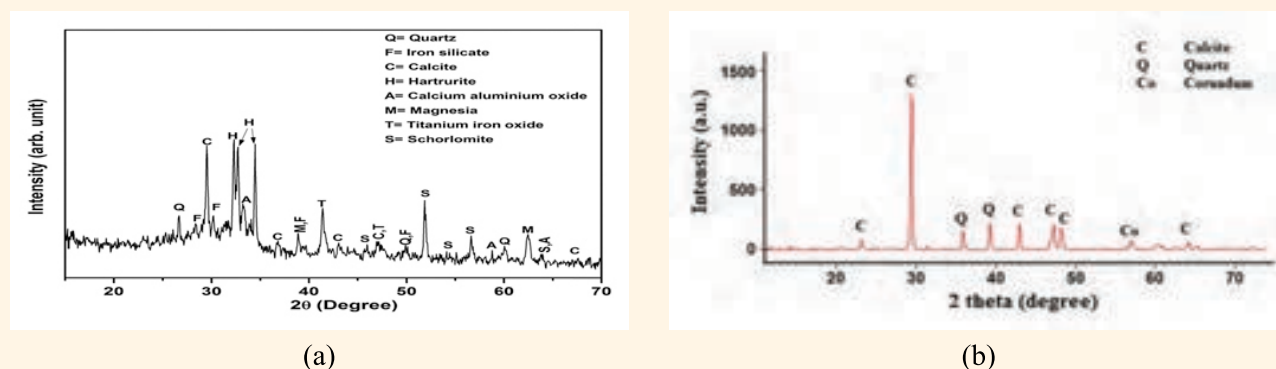 Q= Quartz
F= Iron silicate
C= Calcite
H= Hartrurite
A= Calcium aluminium oxide
M= Magnesia
T= Titanium iron oxide
S= Schorlomite
Intensity (arb. unit)
Q
F
C
F
H
H
A
C
M,F
T
C
S
C,T
Q,F
S
S
S
A
Q
M
S,A
C
20 30 40 50 60 70
2θ (Degree)
(a)
C Calcite
Q Quartz
Co Corundum
Intensity (a.u.)
1500
1000
500
0
C
C
Q
Q
C
C
C
Co
C
20 30 40 50 60 70
2 theta (degree)
(b)